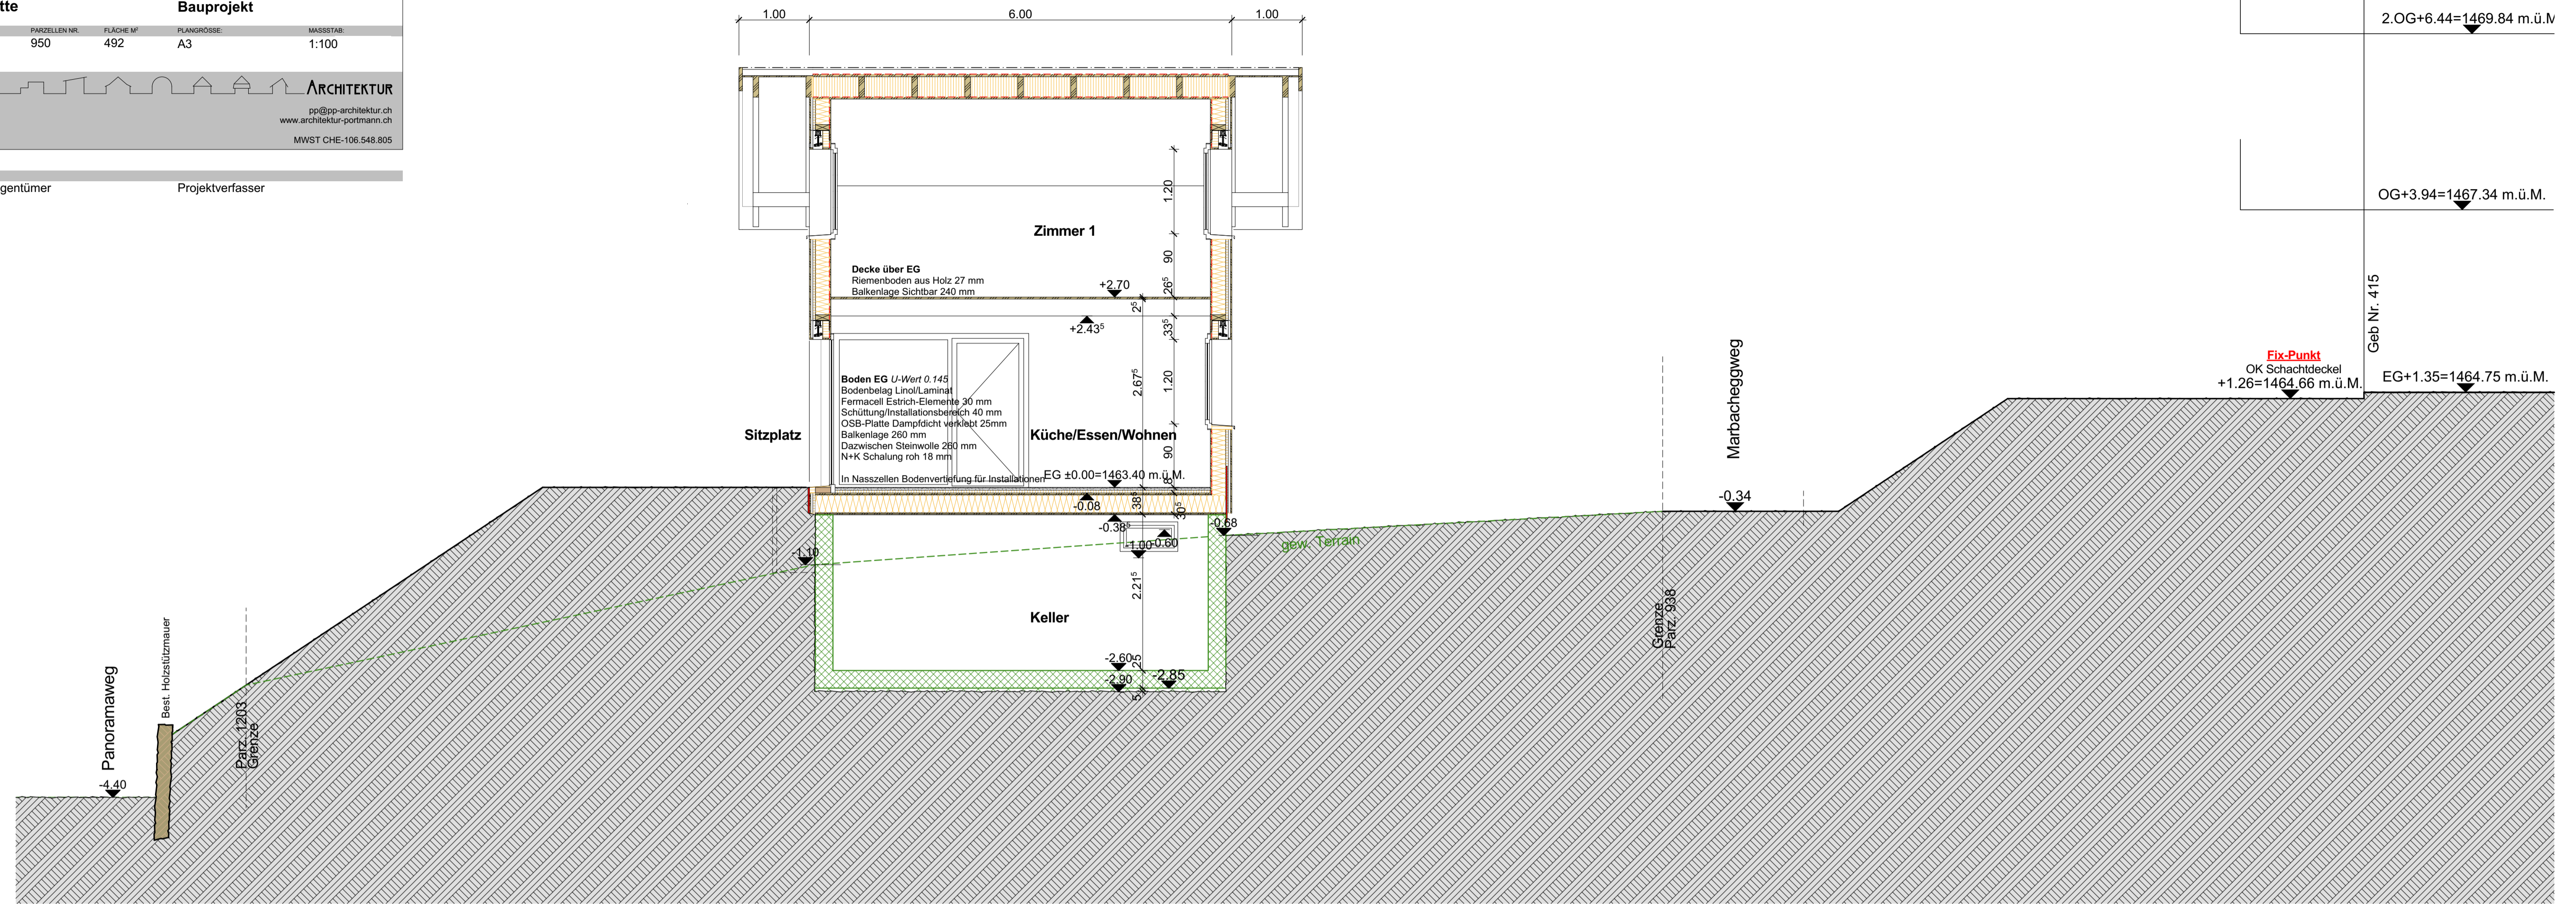 tte
Bauprojekt
PARZELLEN NR.
FLÄCHE M²
PLANGRÖSSE:
MASSSTAB:
950
492
A3
1:100
ARCHITEKTUR
pp@pp-architektur.ch
www.architektur-portmann.ch
MWST CHE-106.548.805
gentümer
Projektverfasser
1.00
6.00
1.00
2.OG+6.44=1469.84 m.ü.M
OG+3.94=1467.34 m.ü.M.
Geb Nr. 415
Fix-Punkt
OK Schachtdeckel
+1.26=1464.66 m.ü.M.
EG+1.35=1464.75 m.ü.M.
Zimmer 1
1.20
90
26⁵
Decke über EG
Riemenboden aus Holz 27 mm
Balkenlage Sichtbar 240 mm
+2.70
2⁵
+2.43⁵
33⁵
2.67⁵
1.20
90
8
Boden EG U-Wert 0.145
Bodenbelag Linol/Laminat
Fermacell Estrich-Elemente 30 mm
Schüttung/Installationsbereich 40 mm
OSB-Platte Dampfdicht verklebt 25mm
Balkenlage 260 mm
Dazwischen Steinwolle 260 mm
N+K Schalung roh 18 mm
In Nasszellen Bodenvertiefung für Installationen
Sitzplatz
Küche/Essen/Wohnen
EG ±0.00=1463.40 m.ü.M.
-0.08
38⁵
30⁵
-0.38⁵
-0.68
-1.00
-0.60
-1.10
2.21⁵
gew. Terrain
Keller
-2.60
25
-2.90
-2.85
5
Marbacheggweg
-0.34
Grenze
Parz. 938
Panoramaweg
-4.40
Best. Holzstützmauer
Parz. 1203
Grenze